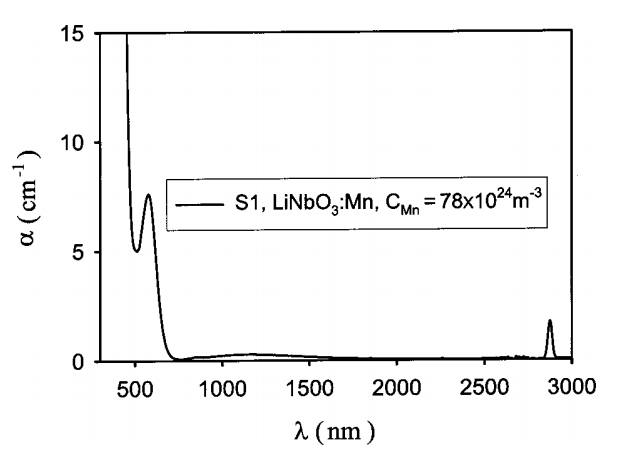 15
10
5
0
α (cm⁻¹)
S1, LiNbO₃:Mn, C_Mn = 78x10²⁴m⁻³
500 1000 1500 2000 2500 3000
λ (nm)